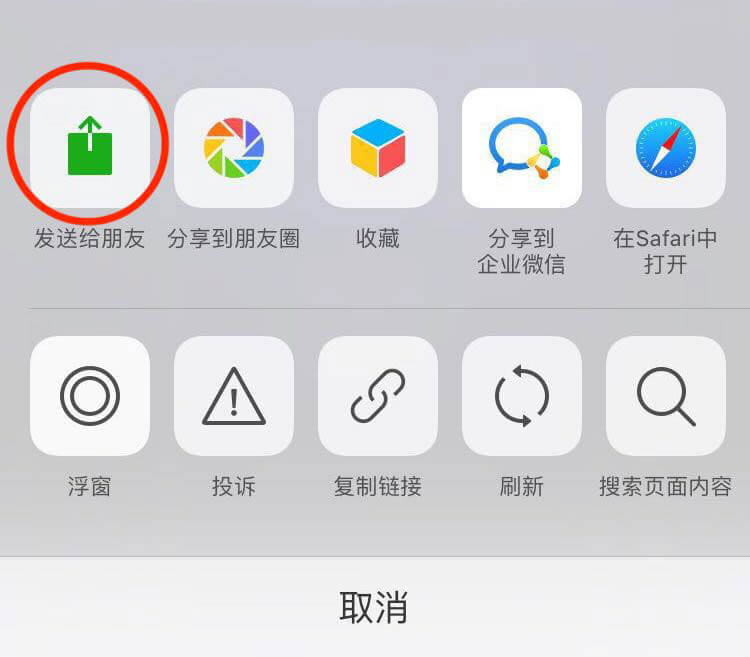 发送给朋友
分享到朋友圈
收藏
分享到
企业微信
在Safari中
打开
浮窗
投诉
复制链接
刷新
搜索页面内容
取消